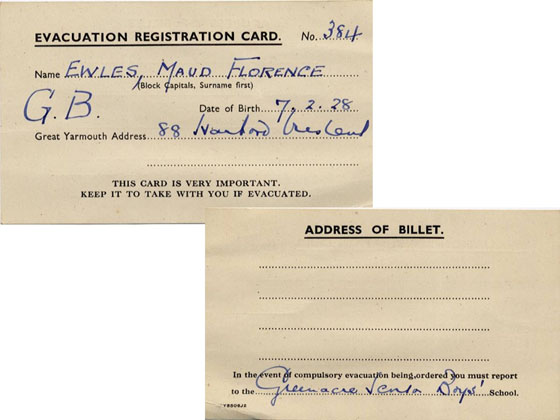 EVACUATION REGISTRATION CARD. No. 384
Name EWLES, MAUD FLORENCE
(Block Capitals, Surname first)
G.B. Date of Birth 7. 2. 28
Great Yarmouth Address 88 Crescent
THIS CARD IS VERY IMPORTANT.
KEEP IT TO TAKE WITH YOU IF EVACUATED.
ADDRESS OF BILLET.
In the event of compulsory evacuation being ordered you must report
to the Greenacre Senior Boys' School.